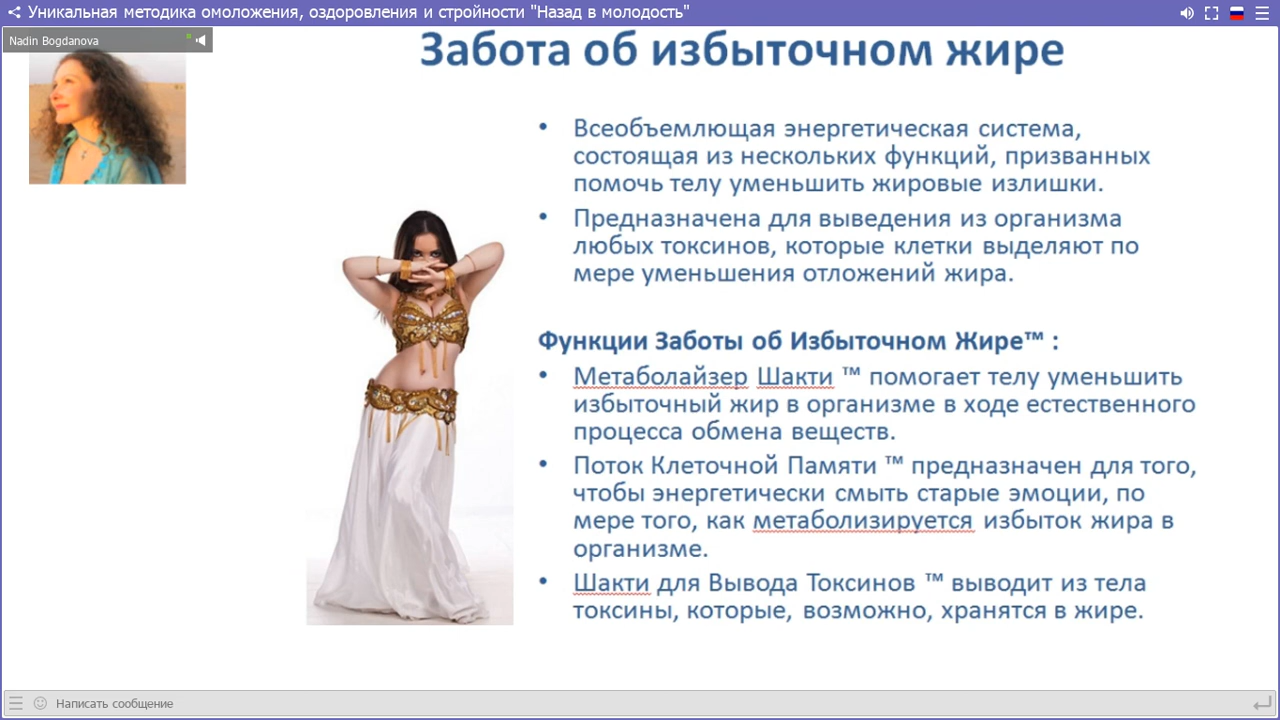 Уникальная методика омоложения, оздоровления и стройности "Назад в молодость"
Nadin Bogdanova
Забота об избыточном жире
• Всеобъемлющая энергетическая система,
состоящая из нескольких функций, призванных
помочь телу уменьшить жировые излишки.
• Предназначена для выведения из организма
любых токсинов, которые клетки выделяют по
мере уменьшения отложений жира.
Функции Заботы об Избыточном Жире™ :
• Метаболайзер Шакти ™ помогает телу уменьшить
избыточный жир в организме в ходе естественного
процесса обмена веществ.
• Поток Клеточной Памяти ™ предназначен для того,
чтобы энергетически смыть старые эмоции, по
мере того, как метаболизируется избыток жира в
организме.
• Шакти для Вывода Токсинов ™ выводит из тела
токсины, которые, возможно, хранятся в жире.
Написать сообщение